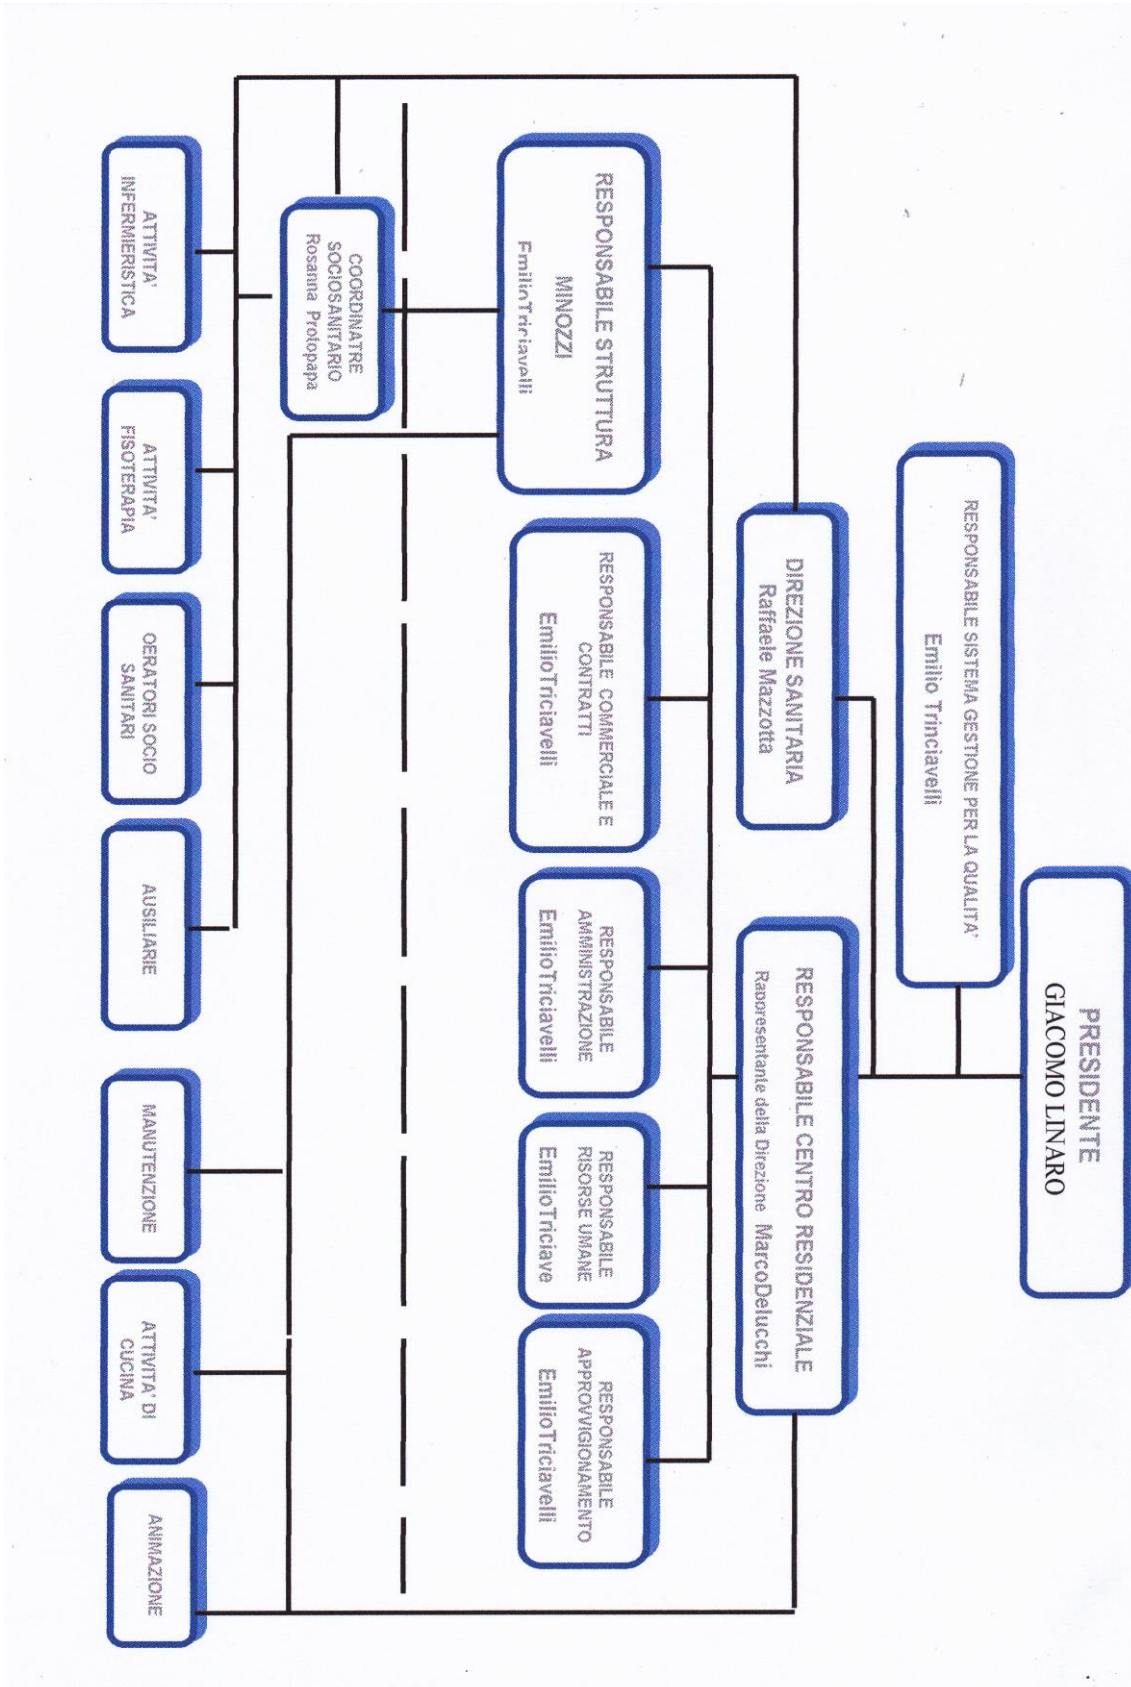 PRESIDENTE
GIACOMO LINARO
RESPONSABILE SISTEMA GESTIONE PER LA QUALITA'
Emilio Trinciavelli
DIREZIONE SANITARIA
Raffaele Mazzotta
RESPONSABILE CENTRO RESIDENZIALE
Rappresentante della Direzione MarcoDelucchi
RESPONSABILE STRUTTURA
MINOZZI
EmilioTriciavelli
RESPONSABILE COMMERCIALE E
CONTRATTI
EmilioTriciavelli
RESPONSABILE
AMMINISTRAZIONE
EmilioTriciavelli
RESPONSABILE
RISORSE UMANE
EmilioTriciave
RESPONSABILE
APPROVVIGIONAMENTO
EmilioTriciavelli
COORDINATRE
SOCIOSANITARIO
Rosanna Protopapa
ATTIVITA'
INFERMIERISTICA
ATTIVITA'
FISOTERAPIA
OERATORI SOCIO
SANITARI
AUSILIARIE
MANUTENZIONE
ATTIVITA' DI
CUCINA
ANIMAZIONE